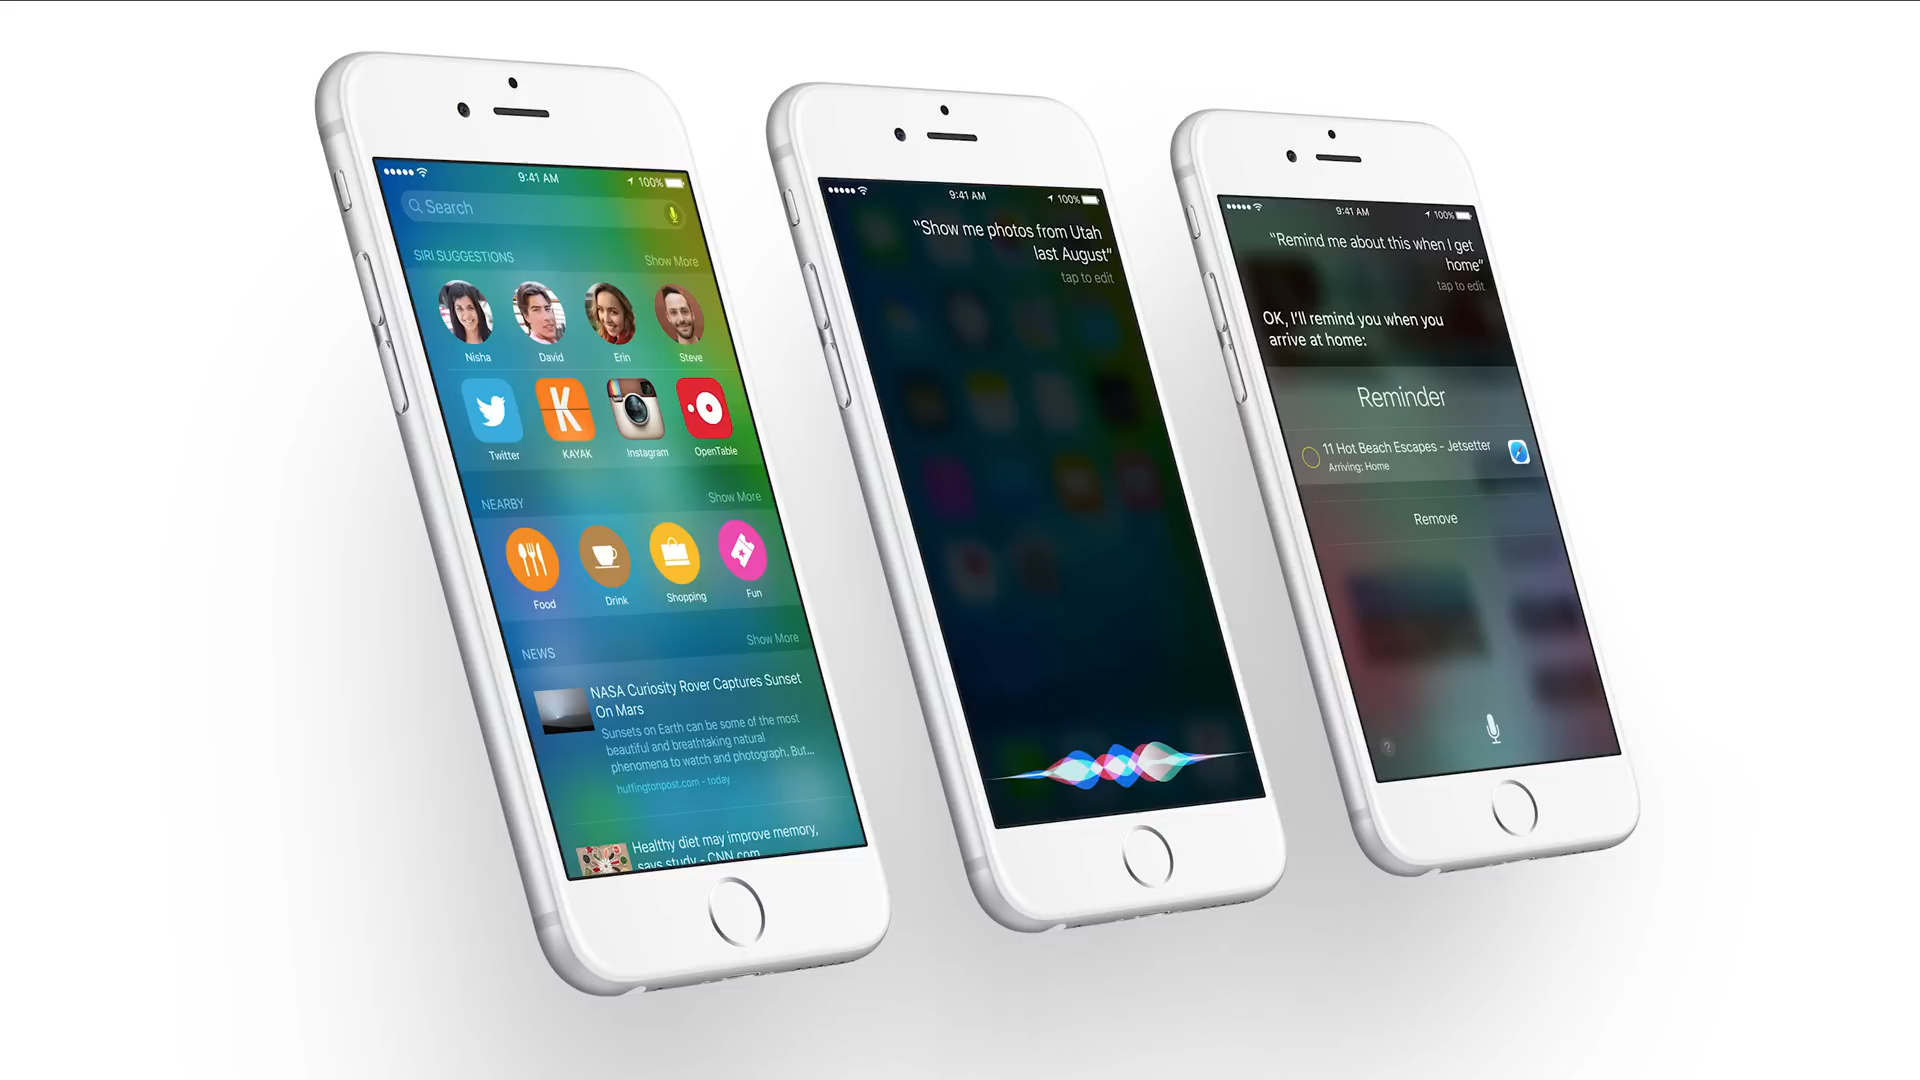 9:41 AM
100%
Search
SIRI SUGGESTIONS
Show More
Nisha
David
Erin
Steve
Twitter
KAYAK
Instagram
OpenTable
NEARBY
Show More
Food
Drink
Shopping
Fun
NEWS
Show More
NASA Curiosity Rover Captures Sunset
On Mars
Sunsets on Earth can be some of the most
beautiful and breathtaking natural
phenomena to watch and photograph. But...
huffingtonpost.com - today
Healthy diet may improve memory,
says study - CNN.com
9:41 AM
100%
“Show me photos from Utah
last August”
tap to edit
9:41 AM
100%
“Remind me about this when I get
home”
tap to edit
OK, I’ll remind you when you
arrive at home:
Reminder
11 Hot Beach Escapes - Jetsetter
Arriving: Home
Remove
?